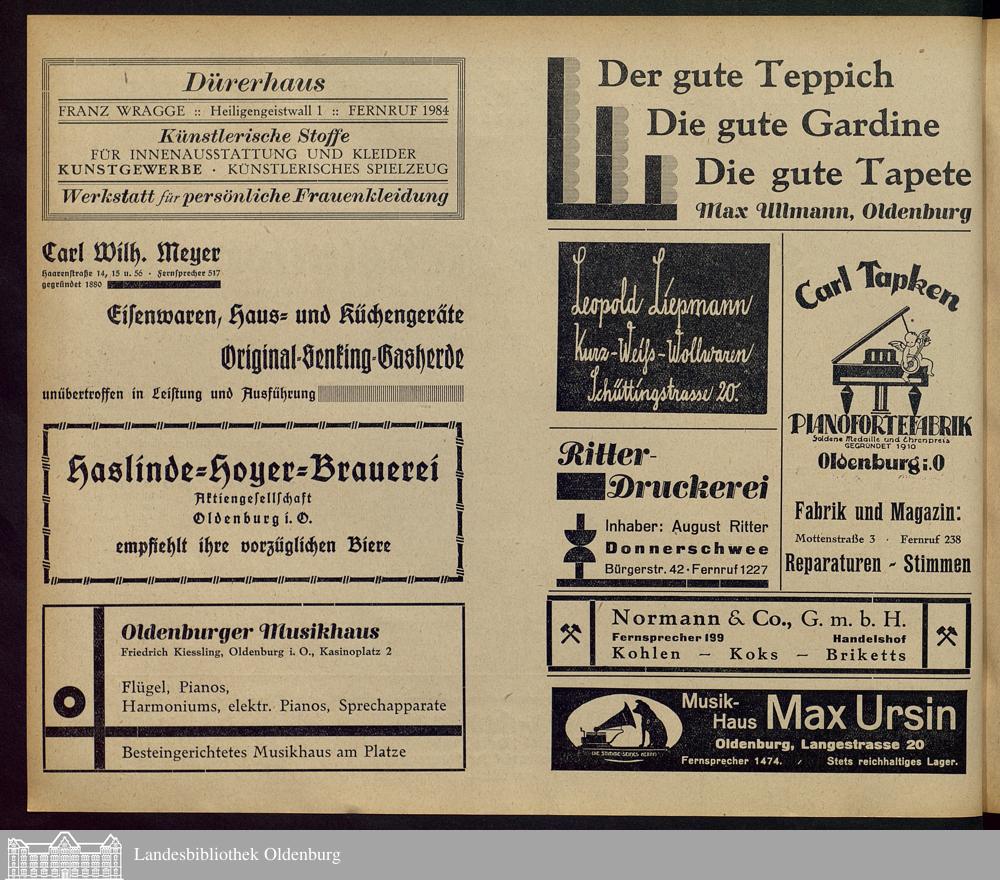 Dürerhaus
FRANZ WRAGGE :: Heiligengeistwall 1 :: FERNRUF 1984
Künstlerische Stoffe
FÜR INNENAUSSTATTUNG UND KLEIDER
KUNSTGEWERBE · KÜNSTLERISCHES SPIELZEUG
Werkstatt für persönliche Frauenkleidung
Carl Wilh. Meyer
Haarenstraße 14, 15 u. 56 · Fernsprecher 517
gegründet 1880
Eisenwaren, Haus- und Küchengeräte
Original-Senking-Gasherde
unübertroffen in Leistung und Ausführung
Haslinde-Hoyer-Brauerei
Aktiengesellschaft
Oldenburg i. O.
empfiehlt ihre vorzüglichen Biere
Oldenburger Musikhaus
Friedrich Kiessling, Oldenburg i. O., Kasinoplatz 2
Flügel, Pianos,
Harmoniums, elektr. Pianos, Sprechapparate
Besteingerichtetes Musikhaus am Platze
Der gute Teppich
Die gute Gardine
Die gute Tapete
Max Ullmann, Oldenburg
Leopold Liepmann
Kurz-Weiß-Wollwaren
Schüttingstrasse 20.
Carl Tapken
PIANOFORTEFABRIK
Goldene Medaille und Ehrenpreis
GEGRÜNDET 1910
Oldenburg i. O
Fabrik und Magazin:
Mottenstraße 3 · Fernruf 238
Reparaturen - Stimmen
Ritter-
Druckerei
Inhaber: August Ritter
Donnerschwee
Bürgerstr. 42 · Fernruf 1227
Normann & Co., G. m. b. H.
Fernsprecher 199 Handelshof
Kohlen — Koks — Briketts
Musik-
Haus Max Ursin
DIE STIMME SEINES HERRN
Oldenburg, Langestrasse 20
Fernsprecher 1474. / Stets reichhaltiges Lager.
Landesbibliothek Oldenburg